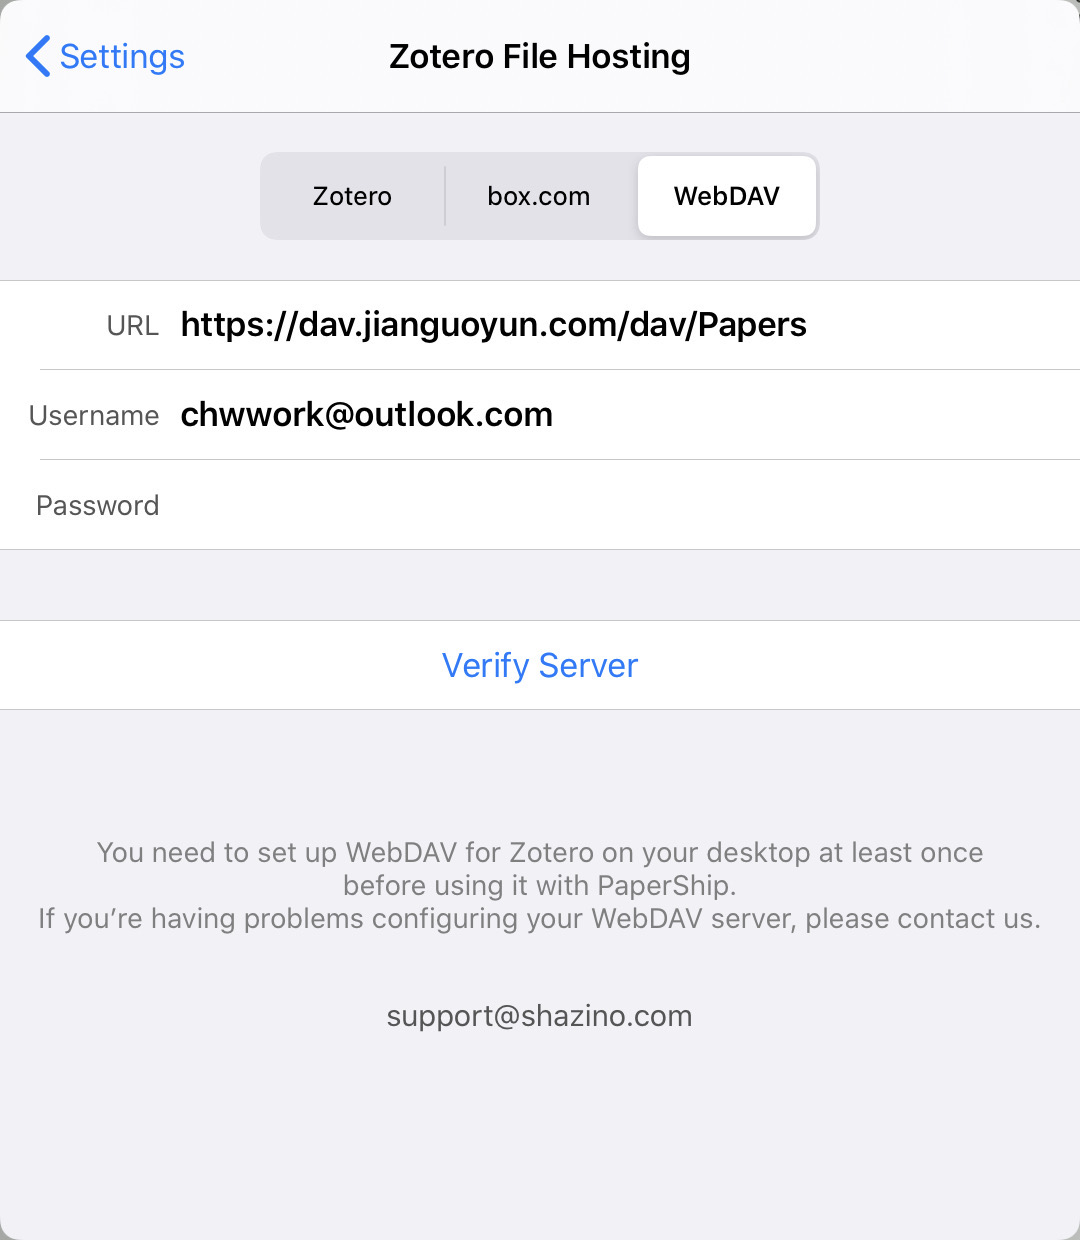 Settings
Zotero File Hosting
Zotero
box.com
WebDAV
URL https://dav.jianguoyun.com/dav/Papers
Username chwwork@outlook.com
Password
Verify Server
You need to set up WebDAV for Zotero on your desktop at least once
before using it with PaperShip.
If you’re having problems configuring your WebDAV server, please contact us.
support@shazino.com